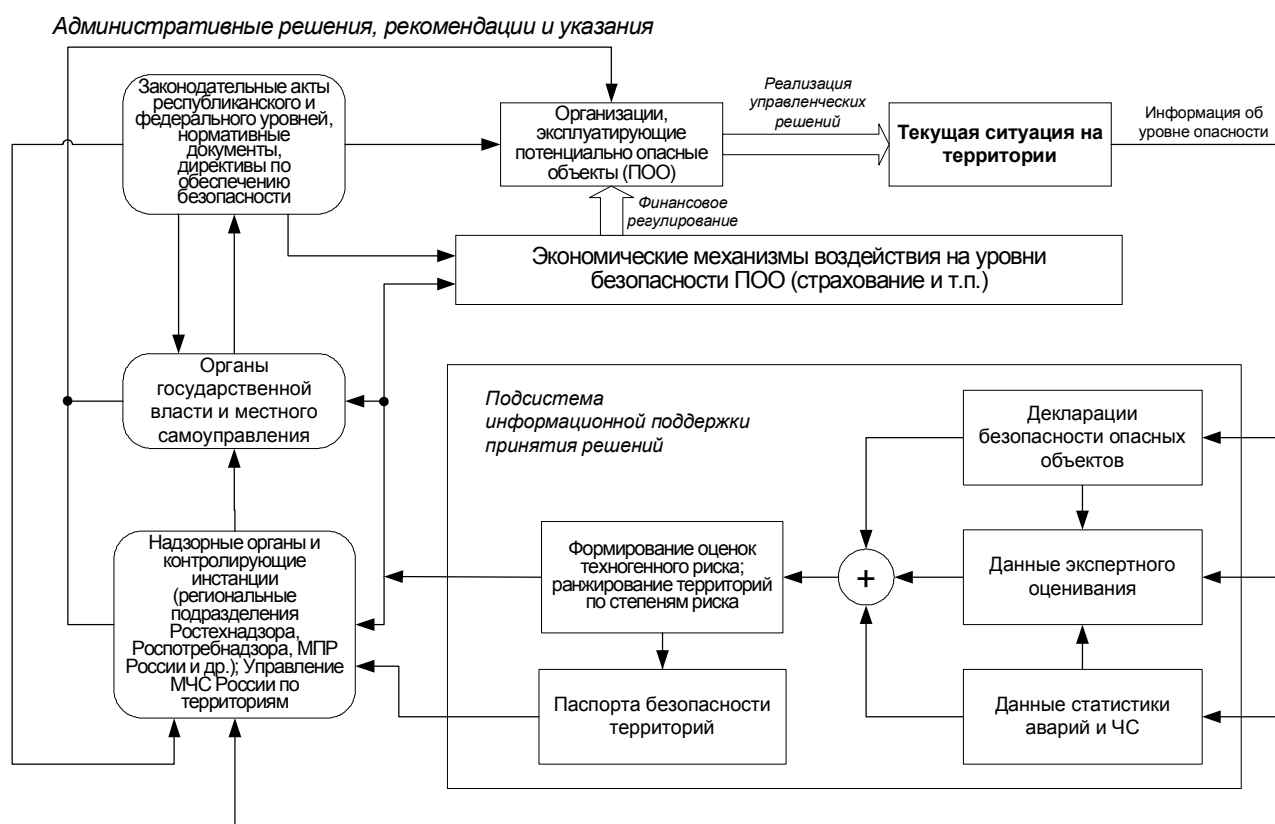 Административные решения, рекомендации и указания
Законодательные акты
республиканского и
федерального уровней,
нормативные
документы,
директивы по
обеспечению
безопасности
Организации,
эксплуатирующие
потенциально опасные
объекты (ПОО)
Реализация
управленческих
решений
Текущая ситуация на
территории
Информация об
уровне опасности
Финансовое
регулирование
Экономические механизмы воздействия на уровни
безопасности ПОО (страхование и т.п.)
Органы
государственной
власти и местного
самоуправления
Подсистема
информационной поддержки
принятия решений
Декларации
безопасности опасных
объектов
Надзорные органы и
контролирующие
инстанции
(региональные
подразделения
Ростехнадзора,
Роспотребнадзора, МПР
России и др.); Управление
МЧС России по
территориям
Формирование оценок
техногенного риска;
ранжирование территорий
по степеням риска
+
Данные экспертного
оценивания
Паспорта безопасности
территорий
Данные статистики
аварий и ЧС